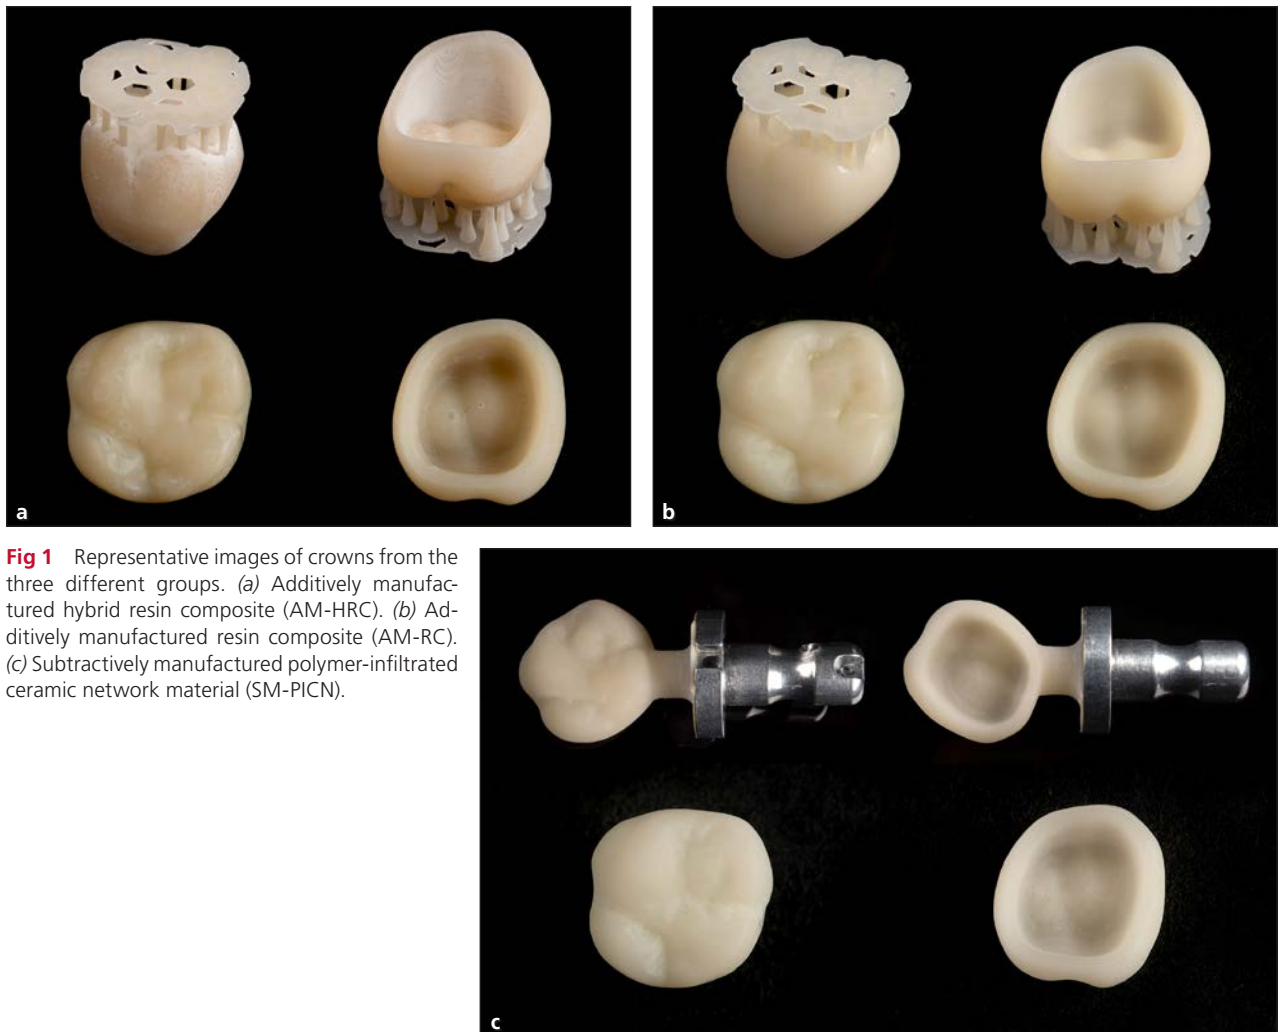 a
b
Fig 1 Representative images of crowns from the
three different groups. (a) Additively manufac-
tured hybrid resin composite (AM-HRC). (b) Ad-
ditively manufactured resin composite (AM-RC).
(c) Subtractively manufactured polymer-infiltrated
ceramic network material (SM-PICN).
c